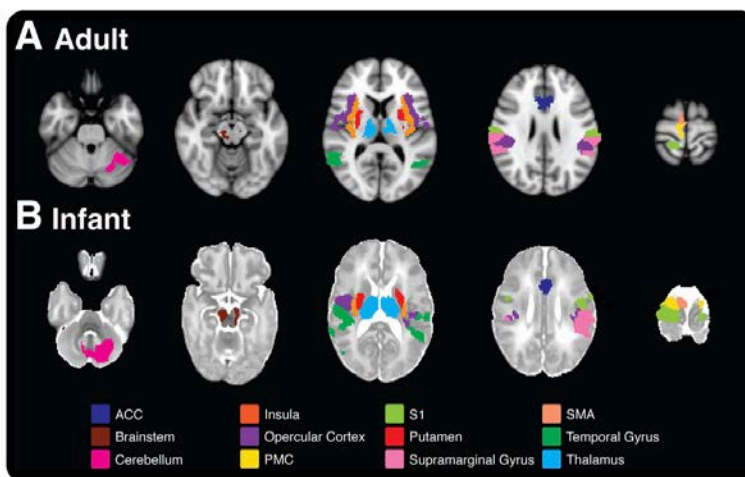 A Adult
B Infant
ACC Insula S1 SMA
Brainstem Opercular Cortex Putamen Temporal Gyrus
Cerebellum PMC Supramarginal Gyrus Thalamus